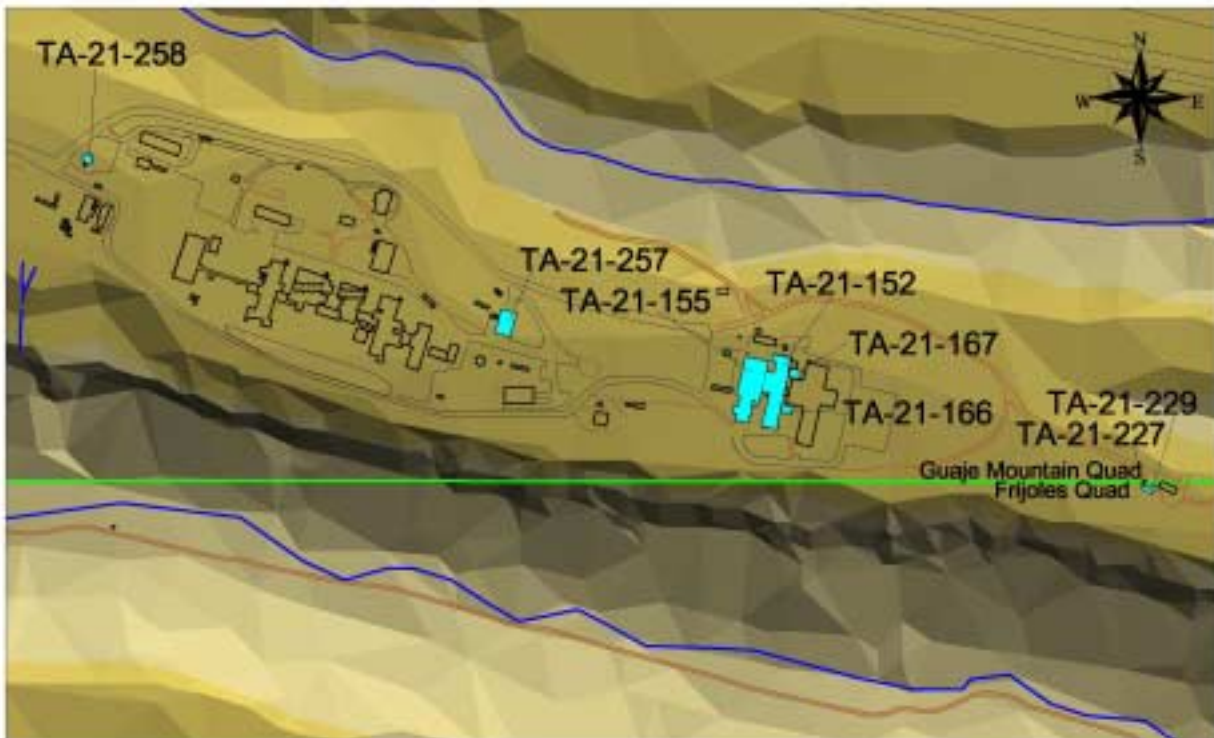 TA-21-258
N
W E
S
TA-21-257
TA-21-155
TA-21-152
TA-21-167
TA-21-166
TA-21-229
TA-21-227
Guaje Mountain Quad
Frijoles Quad